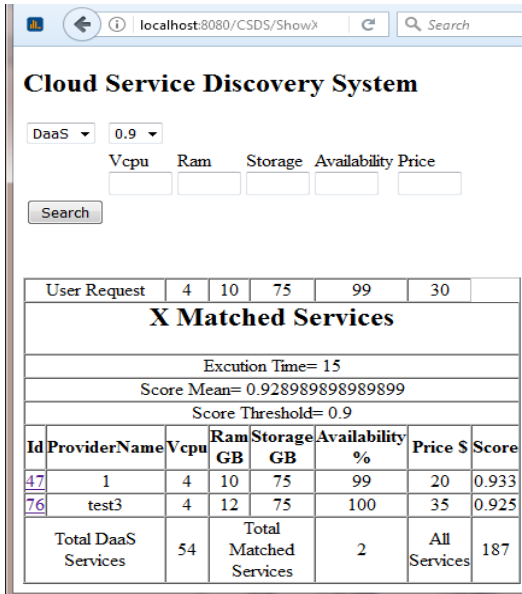 localhost:8080/CSDS/ShowX
Search
Cloud Service Discovery System
DaaS 0.9
Vcpu Ram Storage Availability Price
Search
User Request 4 10 75 99 30
X Matched Services
Excution Time= 15
Score Mean= 0.928989898989899
Score Threshold= 0.9
Id ProviderName Vcpu Ram GB Storage GB Availability % Price $ Score
47 1 4 10 75 99 20 0.933
76 test3 4 12 75 100 35 0.925
Total DaaS Services 54 Total Matched Services 2 All Services 187